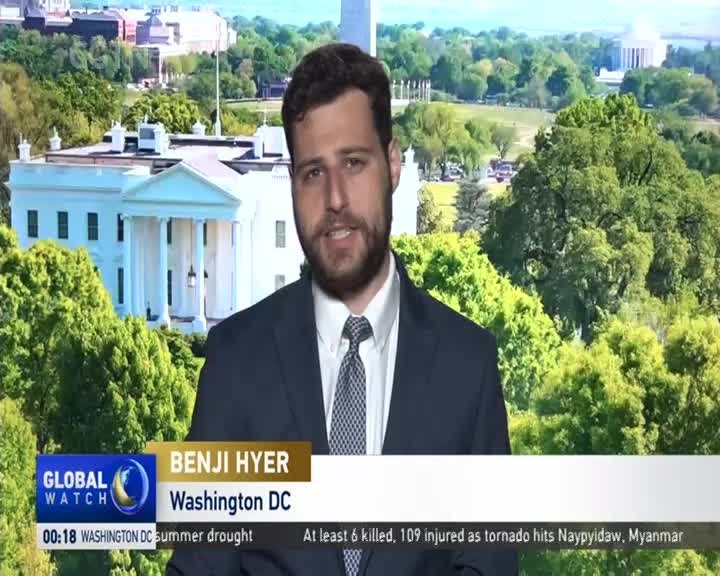 BENJI HYER
GLOBAL
WATCH
Washington DC
00:18 WASHINGTON DC
summer drought At least 6 killed, 109 injured as tornado hits Naypyidaw, Myanmar